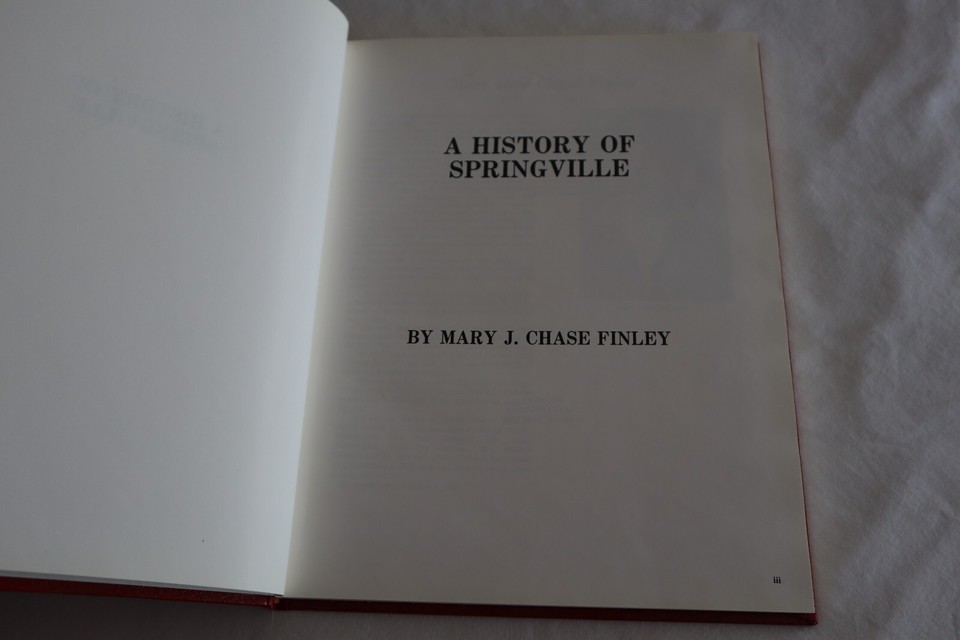 A HISTORY OF
SPRINGVILLE
BY MARY J. CHASE FINLEY
iii